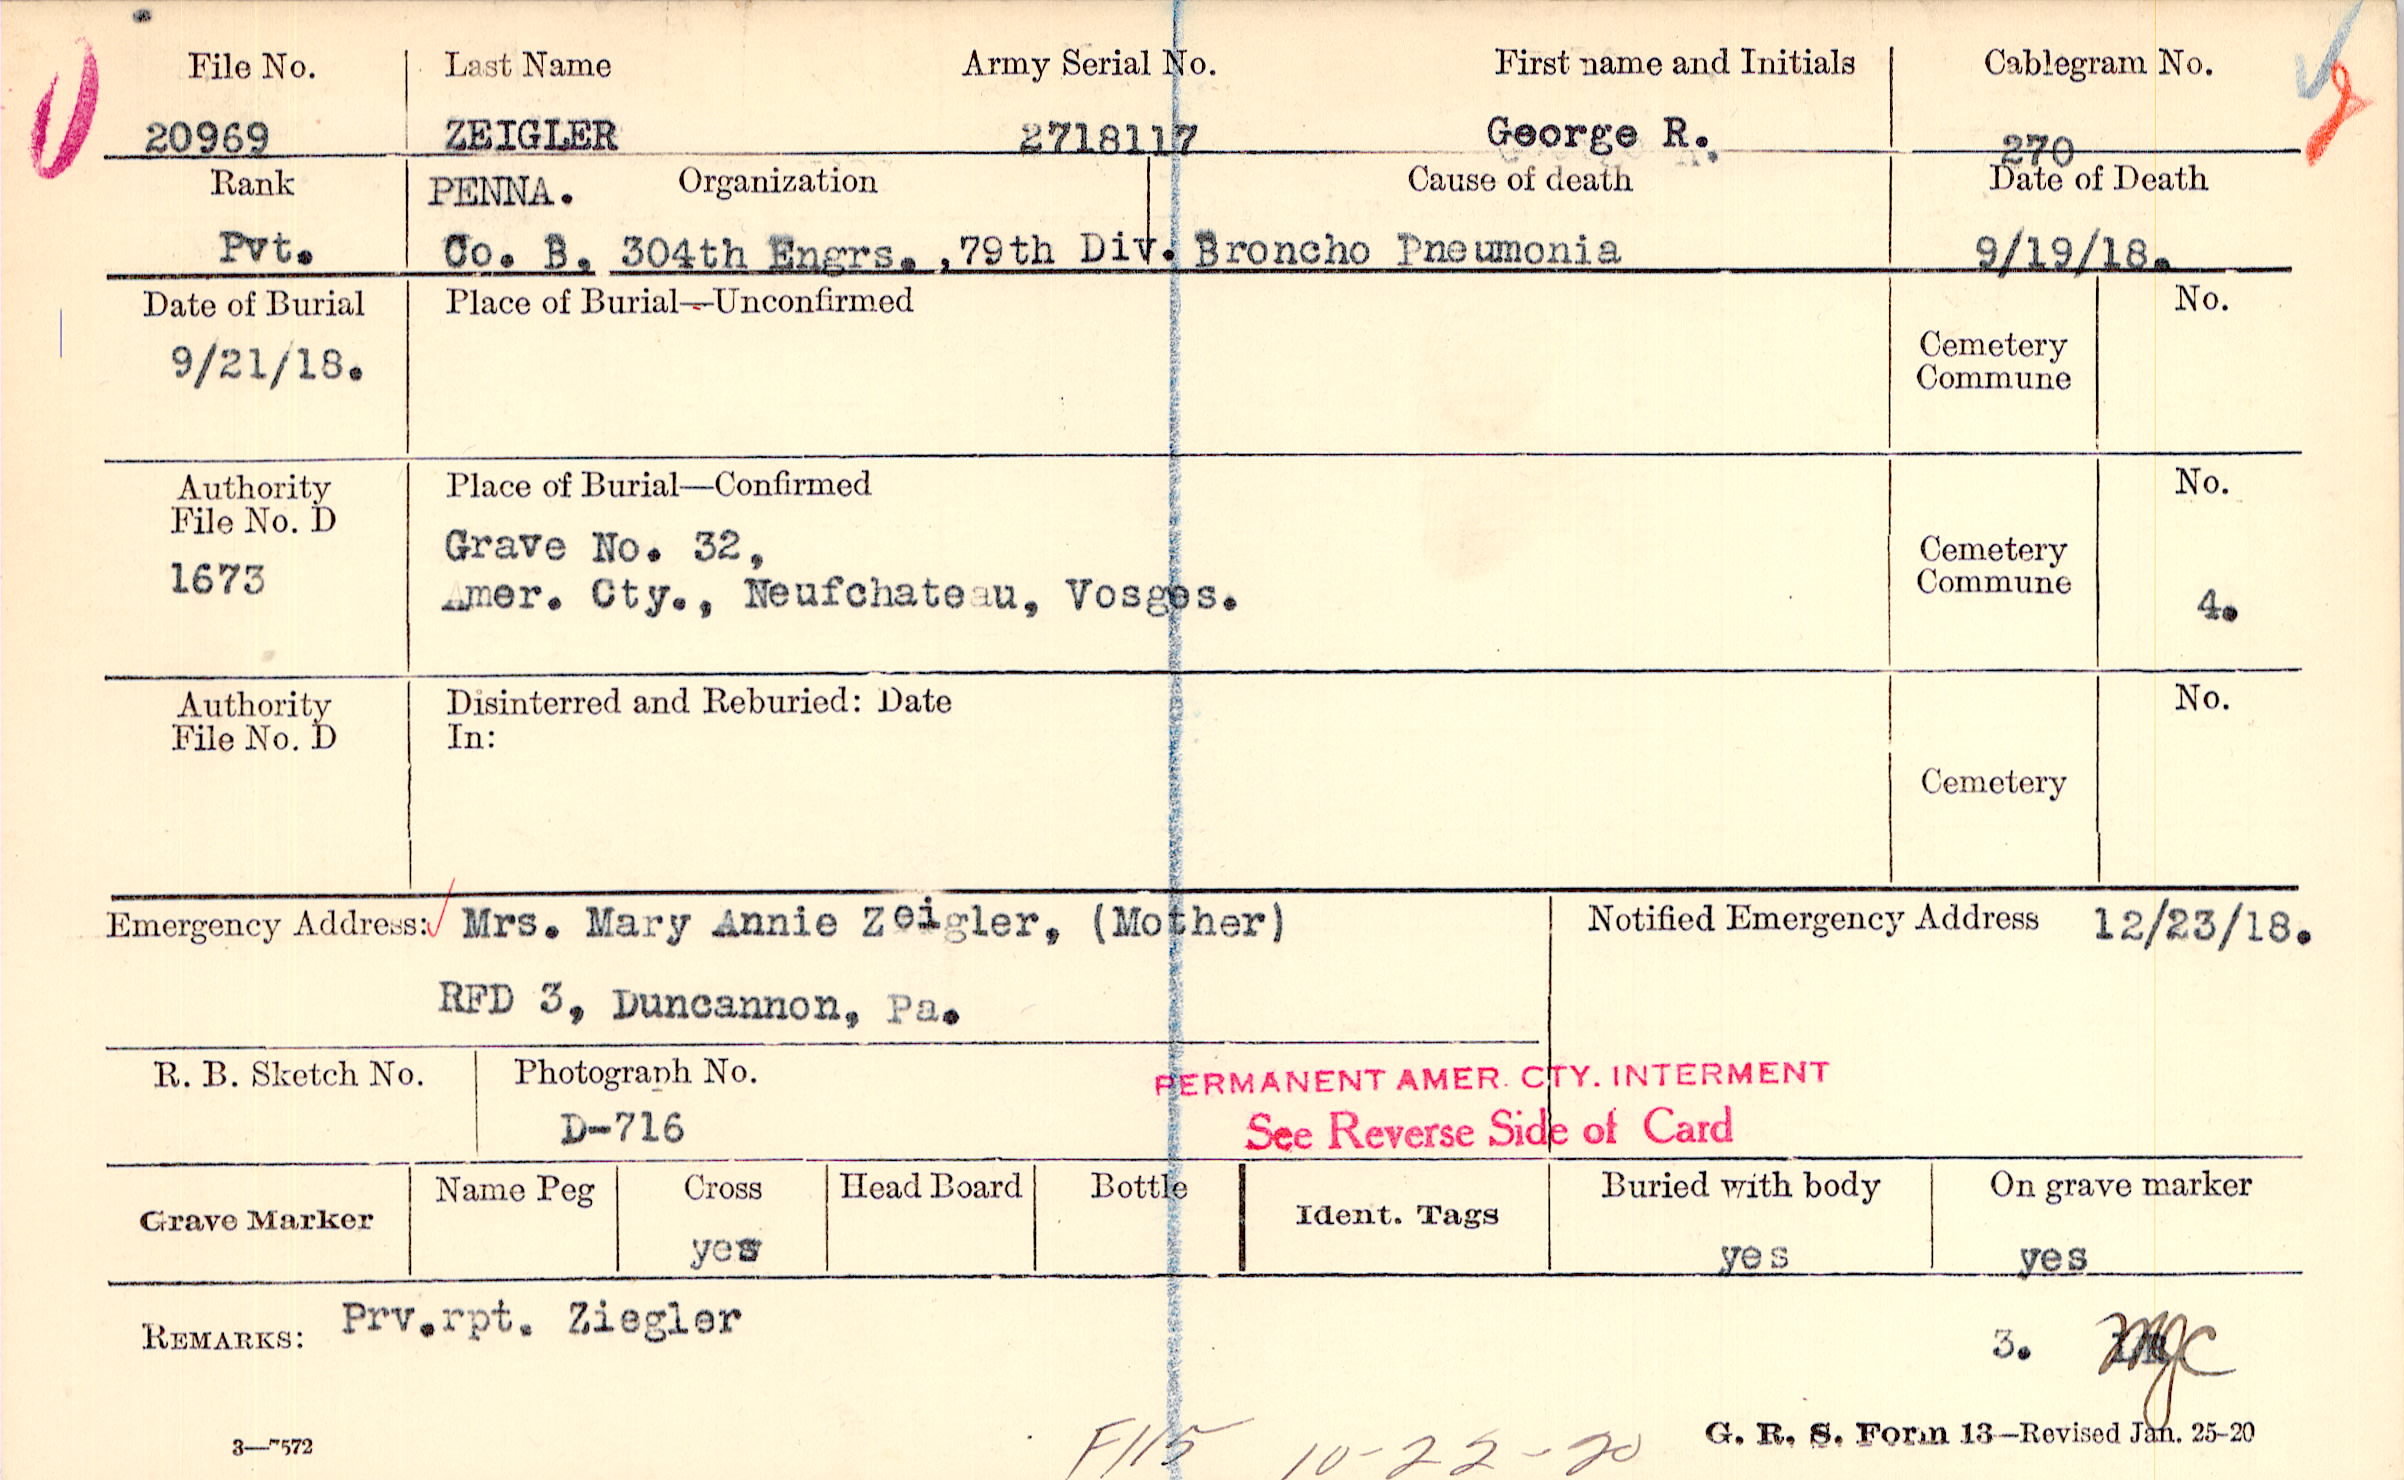 File No. Last Name Army Serial No. First name and Initials Cablegram No.
20969 ZEIGLER 2718117 George R. 270
Rank PENNA. Organization Cause of death Date of Death
Pvt. Co. B. 304th Engrs. ,79th Div. Broncho Pneumonia 9/19/18.
Date of Burial Place of Burial—Unconfirmed No.
9/21/18. Cemetery
Commune
Authority Place of Burial—Confirmed No.
File No. D
Grave No. 32, Cemetery
1673 Amer. Cty., Neufchateau, Vosges. Commune 4.
Authority Disinterred and Reburied: Date No.
File No. D In:
Cemetery
Emergency Address: Mrs. Mary Annie Zeigler, (Mother) Notified Emergency Address 12/23/18.
RFD 3, Duncannon, Pa.
R. B. Sketch No. Photograph No. PERMANENT AMER. CTY. INTERMENT
D-716 See Reverse Side of Card
Name Peg Cross Head Board Bottle Buried with body On grave marker
Grave Marker Ident. Tags
yes yes yes
REMARKS: Prv.rpt. Ziegler 3.
3—7572 F115 10-22-20 G. R. S. Form 13—Revised Jan. 25-20